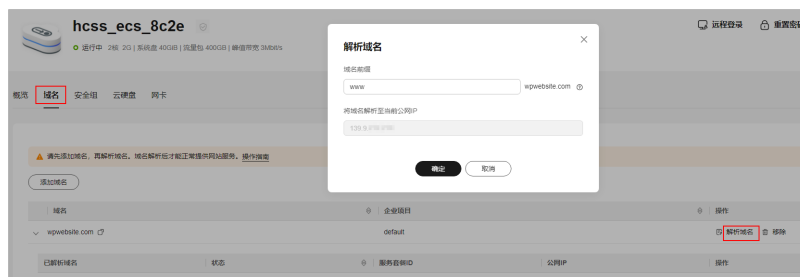 hcss_ecs_8c2e
远程登录 重置密
运行中 2核 2G | 系统盘 40GiB | 流量包 400GB | 峰值带宽 3Mbit/s
解析域名
域名前缀
www wpwebsite.com
将域名解析至当前公网IP
139.9.
确定 取消
概览 域名 安全组 云硬盘 网卡
请先添加域名，再解析域名。域名解析后才能正常提供网站服务。操作指南
添加域名
域名 企业项目 操作
wpwebsite.com default 解析域名 移除
已解析域名 状态 服务器ID 公网IP 操作